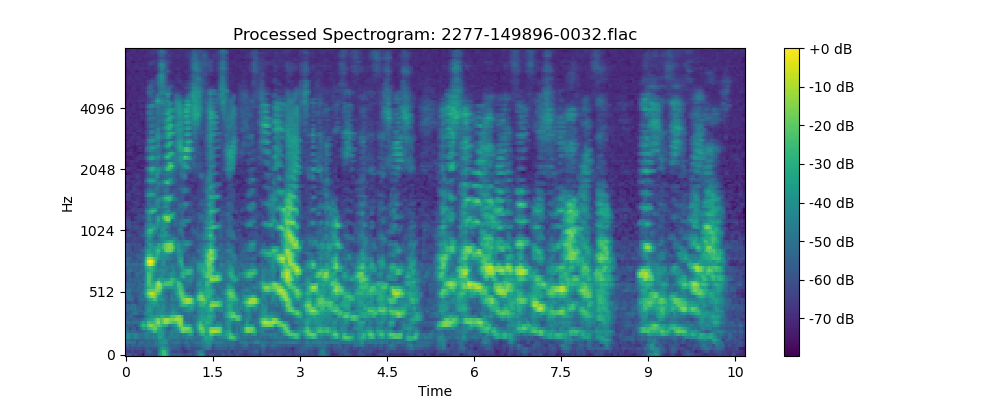 Processed Spectrogram: 2277-149896-0032.flac
Hz
4096
2048
1024
512
0
0 1.5 3 4.5 6 7.5 9 10
Time
+0 dB
-10 dB
-20 dB
-30 dB
-40 dB
-50 dB
-60 dB
-70 dB